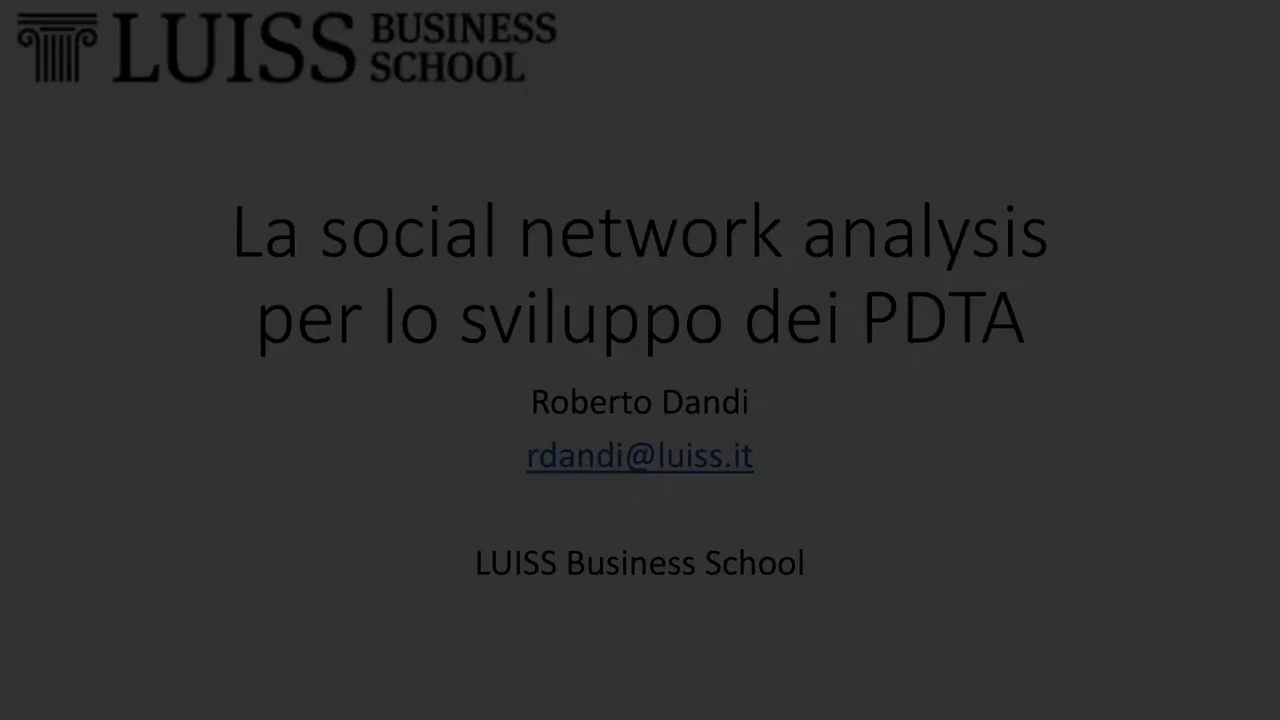 LUISS BUSINESS SCHOOL
La social network analysis
per lo sviluppo dei PDTA
Roberto Dandi
rdandi@luiss.it
LUISS Business School